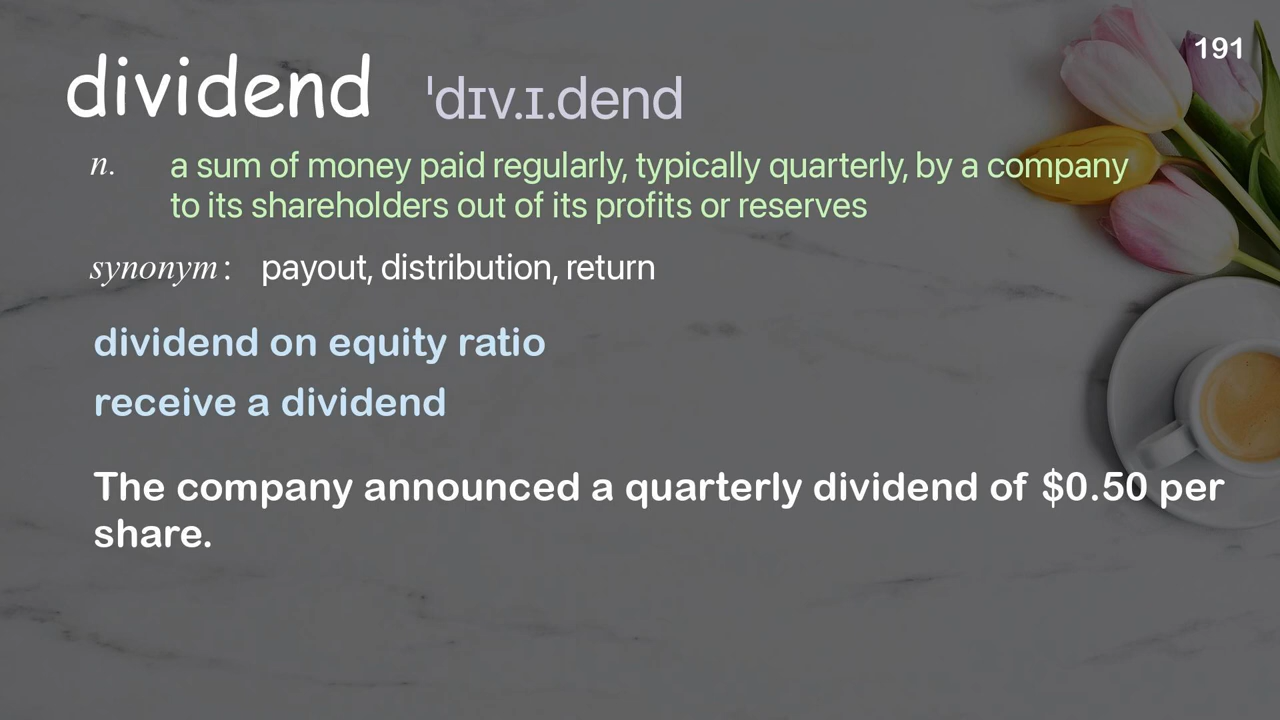 191
dividend ˈdɪv.ɪ.dend
n. a sum of money paid regularly, typically quarterly, by a company
to its shareholders out of its profits or reserves
synonym: payout, distribution, return
dividend on equity ratio
receive a dividend
The company announced a quarterly dividend of $0.50 per
share.